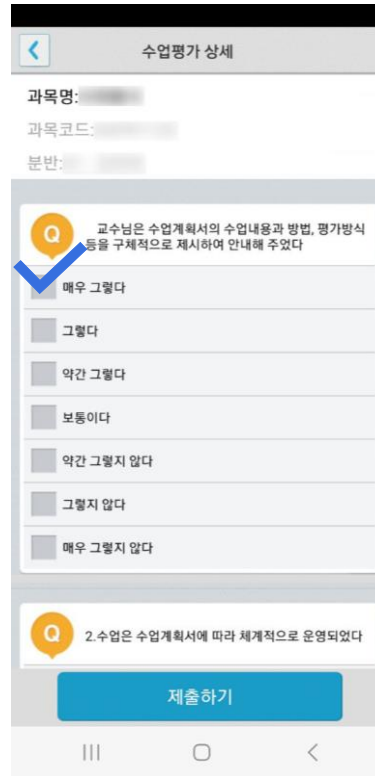 수업평가 상세
과목명:
과목코드:
분반:
Q
교수님은 수업계획서의 수업내용과 방법, 평가방식
등을 구체적으로 제시하여 안내해 주었다
매우 그렇다
그렇다
약간 그렇다
보통이다
약간 그렇지 않다
그렇지 않다
매우 그렇지 않다
Q
2.수업은 수업계획서에 따라 체계적으로 운영되었다
제출하기